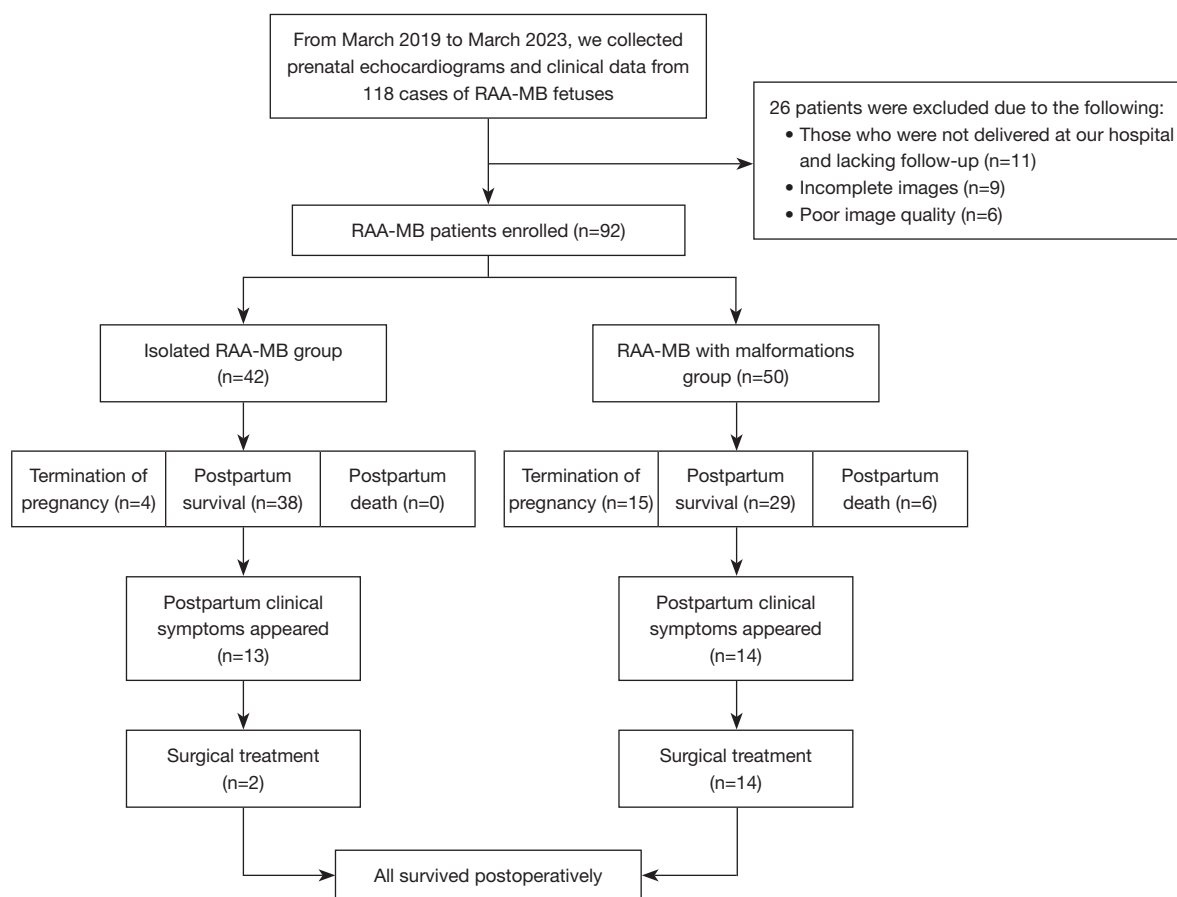 From March 2019 to March 2023, we collected
prenatal echocardiograms and clinical data from
118 cases of RAA-MB fetuses
26 patients were excluded due to the following:
• Those who were not delivered at our hospital
and lacking follow-up (n=11)
• Incomplete images (n=9)
• Poor image quality (n=6)
RAA-MB patients enrolled (n=92)
Isolated RAA-MB group
(n=42)
RAA-MB with malformations
group (n=50)
Termination of
pregnancy (n=4)
Postpartum
survival (n=38)
Postpartum
death (n=0)
Termination of
pregnancy (n=15)
Postpartum
survival (n=29)
Postpartum
death (n=6)
Postpartum clinical
symptoms appeared
(n=13)
Postpartum clinical
symptoms appeared
(n=14)
Surgical treatment
(n=2)
Surgical treatment
(n=14)
All survived postoperatively